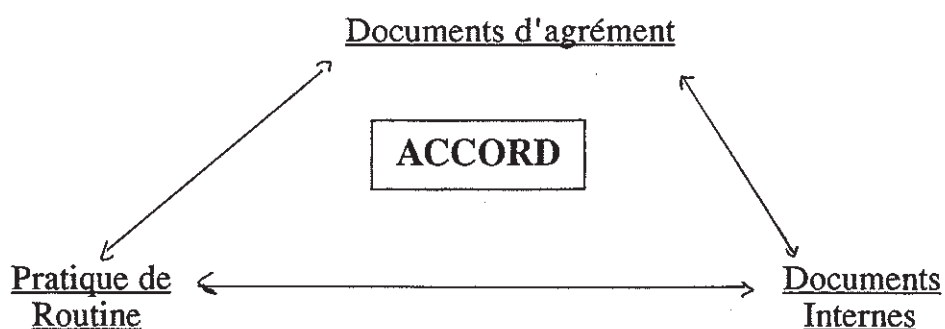 Documents d'agrément
ACCORD
Pratique de
Routine
Documents
Internes